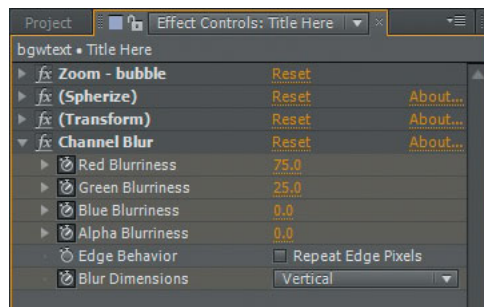 Project Effect Controls: Title Here
bgwtext • Title Here
fx Zoom - bubble Reset
fx (Spherize) Reset About...
fx (Transform) Reset About...
fx Channel Blur Reset About...
Red Blurriness 75.0
Green Blurriness 25.0
Blue Blurriness 0.0
Alpha Blurriness 0.0
Edge Behavior Repeat Edge Pixels
Blur Dimensions Vertical